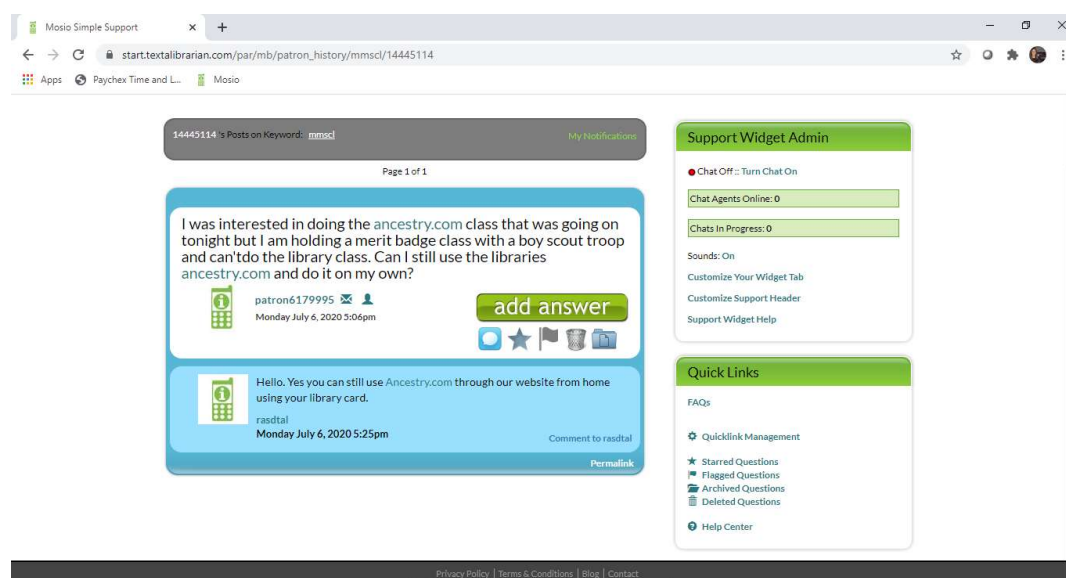 Mosio Simple Support
start.textalibrarian.com/par/mb/patron_history/mmscl/14445114
Apps Paychex Time and L... Mosio
14445114 's Posts on Keyword: mmscl My Notifications
Page 1 of 1
I was interested in doing the ancestry.com class that was going on
tonight but I am holding a merit badge class with a boy scout troop
and can'tdo the library class. Can I still use the libraries
ancestry.com and do it on my own?
patron6179995
Monday July 6, 2020 5:06pm
add answer
Hello. Yes you can still use Ancestry.com through our website from home
using your library card.
rasdtal
Monday July 6, 2020 5:25pm
Comment to rasdtal
Permalink
Support Widget Admin
Chat Off :: Turn Chat On
Chat Agents Online: 0
Chats In Progress: 0
Sounds: On
Customize Your Widget Tab
Customize Support Header
Support Widget Help
Quick Links
FAQs
Quicklink Management
Starred Questions
Flagged Questions
Archived Questions
Deleted Questions
Help Center
Privacy Policy | Terms & Conditions | Blog | Contact